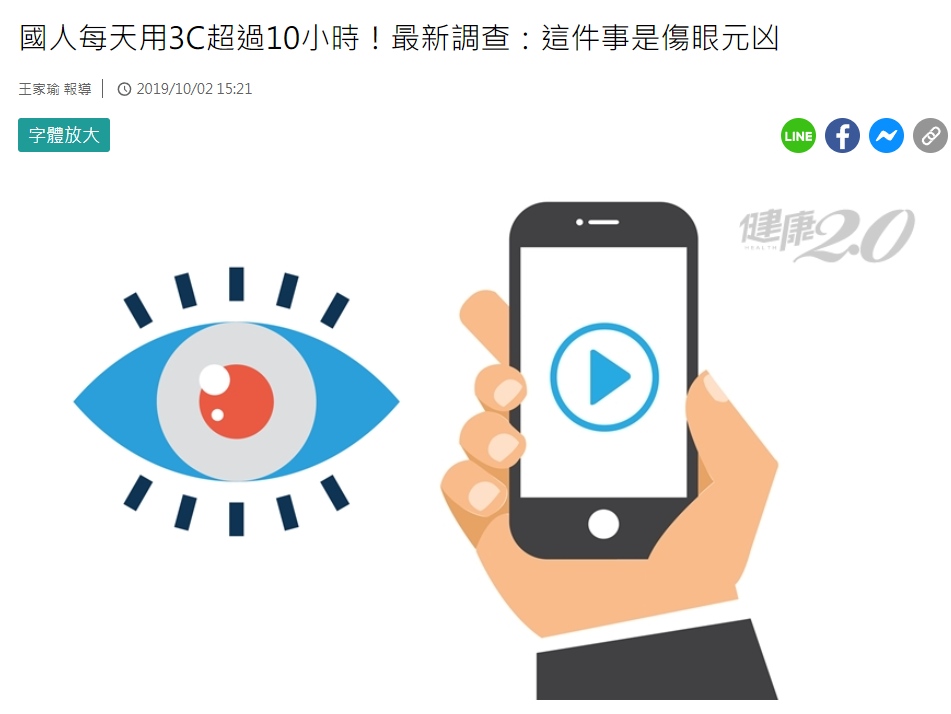 國人每天用3C超過10小時！最新調查：這件事是傷眼元凶
王家瑜 報導 2019/10/02 15:21
字體放大
LINE
健康2.0
HEALTH